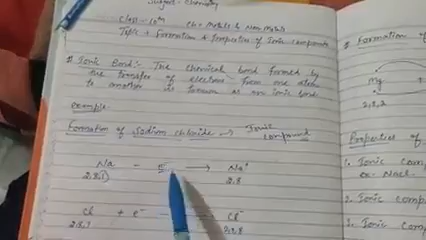 Subject - Chemistry
Class - 10th Ch - Metals & Non Metals
Topic - Formation & Properties of Ionic Compounds
# Ionic Bond :- The chemical bond formed by
the transfer of electron from one atom
to another is known as an ionic bond.
Example:
Formation of Sodium chloride → Ionic
compound
Na - e⁻ → Na⁺
2,8,1 2,8
Cl + e⁻ Cl⁻
2,8,7 2,8,8
# Formation of
Mg +
2,8,2
Properties of
1. Ionic comp
ex- NaCl
2. Ionic comp